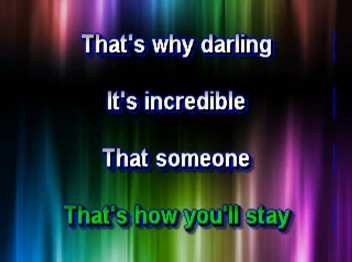 That's why darling
It's incredible
That someone
That's how you'll stay